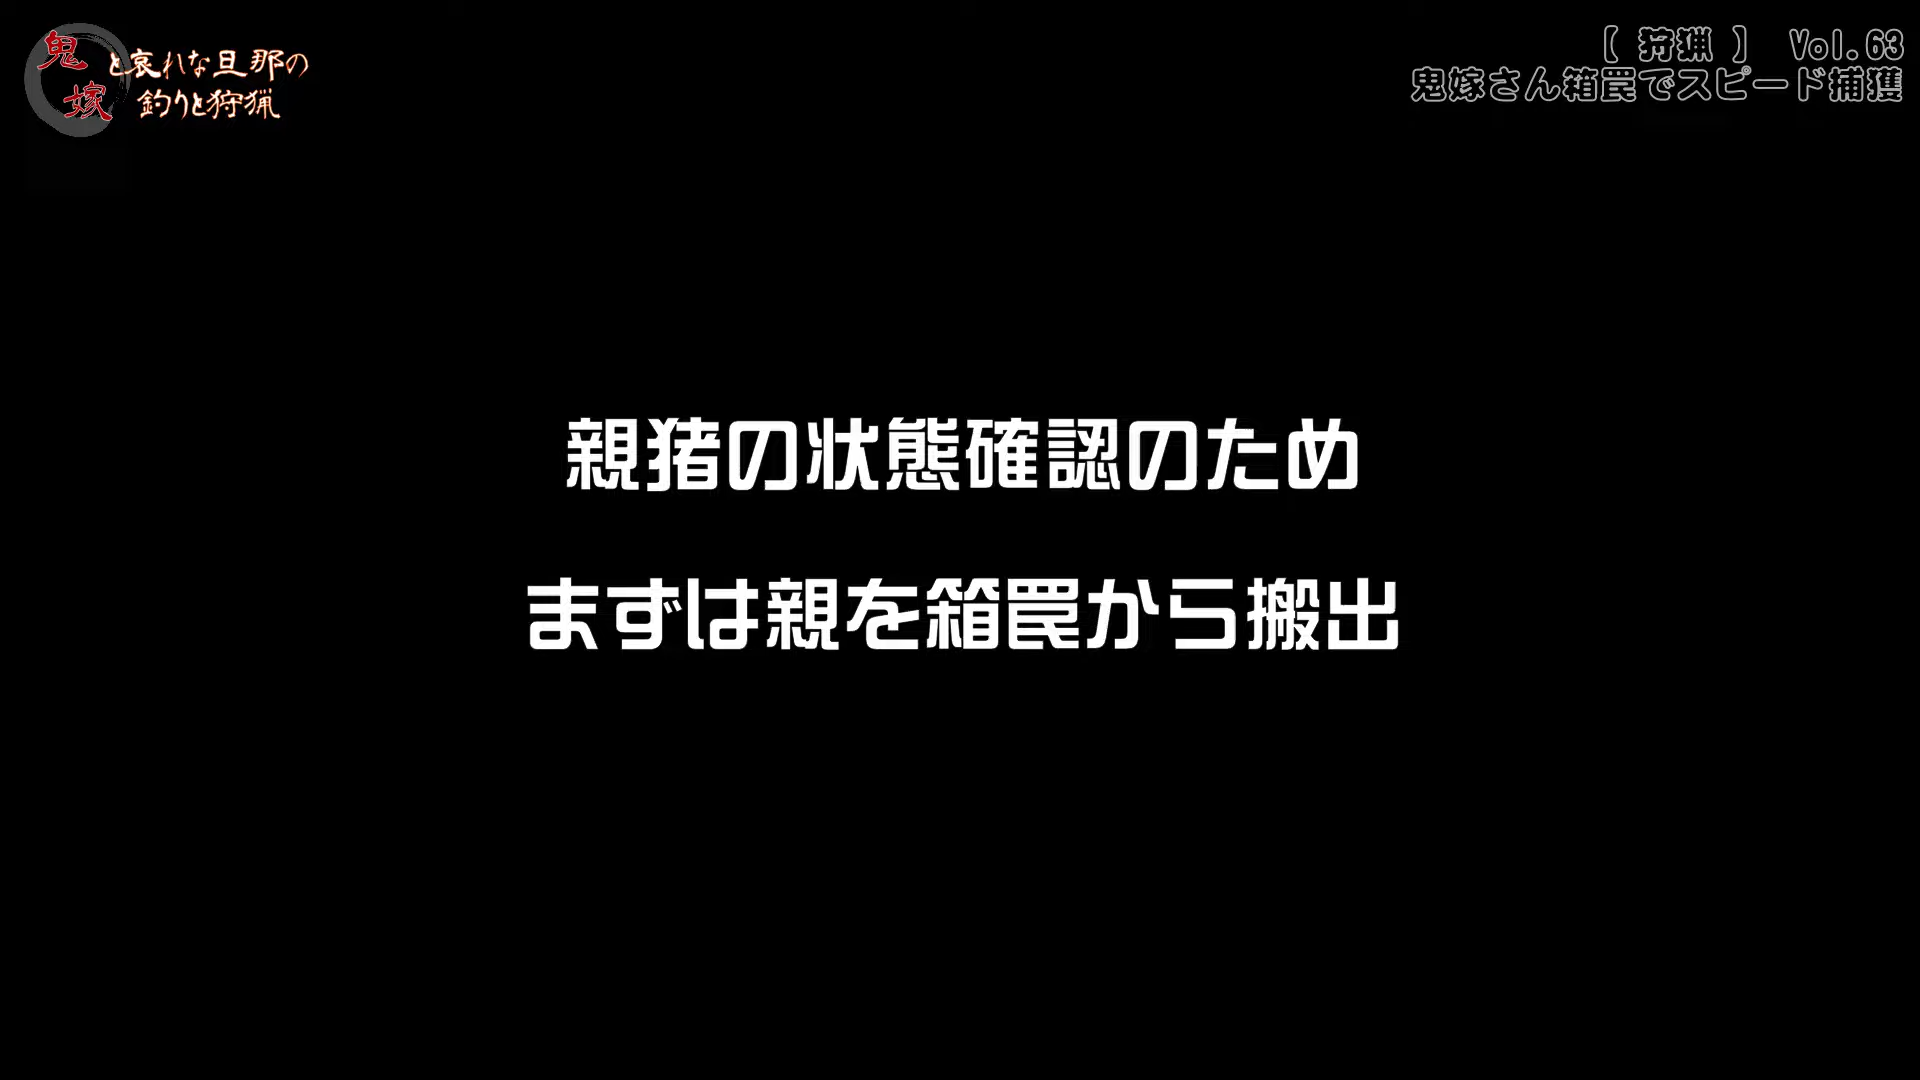 鬼嫁と哀れな旦那の
釣りと狩猟
【 狩猟 】 Vol.63
鬼嫁さん箱罠でスピード捕獲
親猪の状態確認のため
まずは親を箱罠から搬出